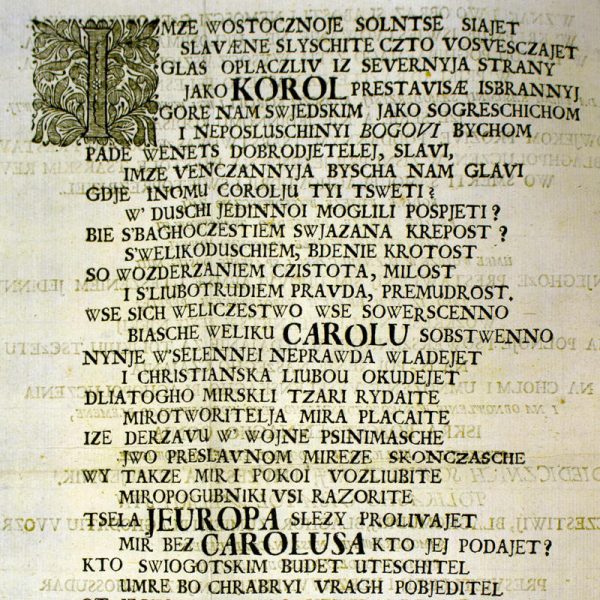 IMZE WOSTOCZNOJE SOLNTSE SIAJET
SLAVÆNE SLYSCHITE CZTO VOSVESCZAJET
GLAS OPLACZLIV IZ SEVERNYJA STRANY
JAKO KOROL PRESTAVISÆ ISBRANNYJ
GORE NAM SWJEDSKIM JAKO SOGRESCHICHOM
I NEPOSLUSCHINYI BOGOVI BYCHOM
PADE WENETS DOBRODJETELEJ, SLAVI,
IMZE VENCZANNYJA BYSCHA NAM GLAVI
GDJE INOMU COROLJU TYI TSWETI?
W' DUSCHI JEDINNOI MOGLILI POSPJETI?
BIE S'BAGHOCZESTIEM SWJAZANA KREPOST?
S'WELIKODUSCHIEM, BDENIE KROTOST
SO WOZDERZANIEM CZISTOTA, MILOST
I S'LIUBOTRUDIEM PRAVDA, PREMUDROST.
WSE SICH WELICZESTWO WSE SOWERSCENNO
BIASCHE WELIKU CAROLU SOBSTWENNO
NYNJE W'SELENNEI NEPRAWDA WLADEJET
I CHRISTIANSKA LIUBOU OKUDEJET
DLIATOGHO MIRSKLI TZARI RYDAITE
MIROTWORITELJA MIRA PLACAITE
IZE DERZAVU W WOJNE PSINIMASCHE
JWO PRESLAVNOM MIREZE SKONCZASCHE
WY TAKZE MIR I POKOI VOZLIUBITE
MIROPOGUBNIKI VSI RAZORITE
TSELA JEUROPA SLEZY PROLIVAJET
MIR BEZ CAROLUSA KTO JEJ PODAJET?
KTO SWIOGOTSKIM BUDET UTESCHITEL
UMRE BO CHRABRYI VRAGH POBJEDITEL